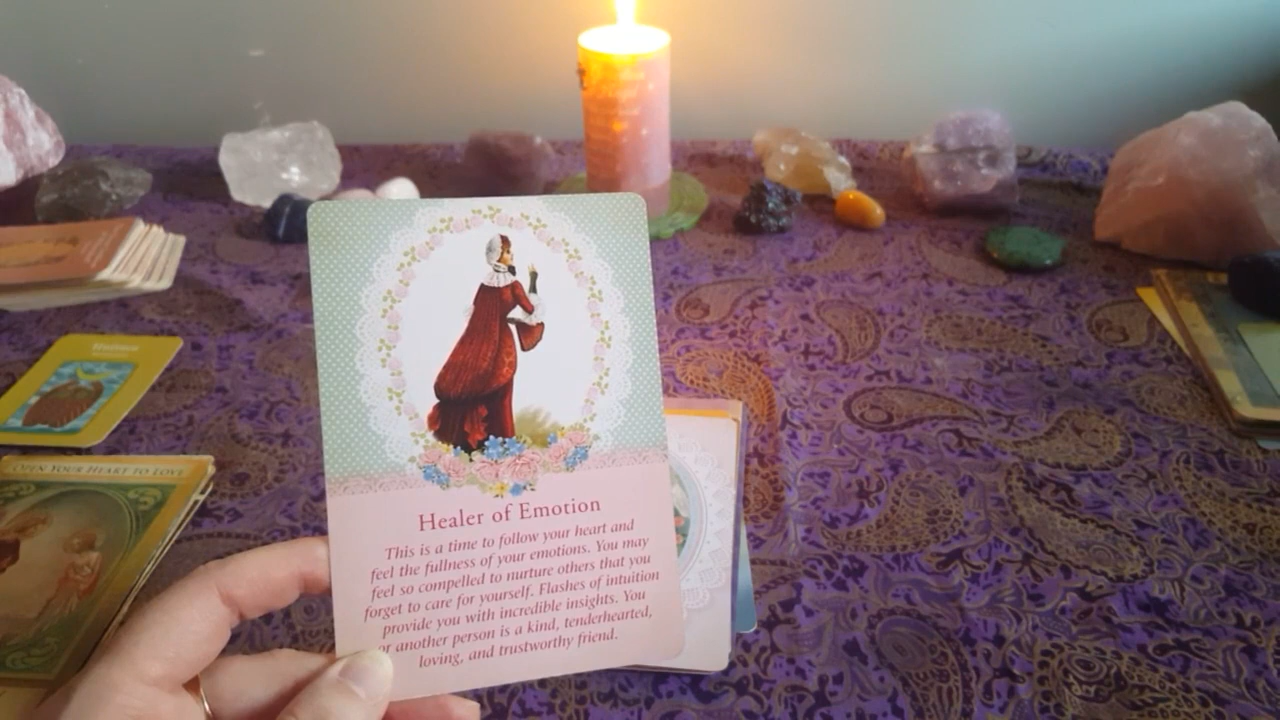 Healer of Emotion
This is a time to follow your heart and
feel the fullness of your emotions. You may
feel so compelled to nurture others that you
forget to care for yourself. Flashes of intuition
provide you with incredible insights. You
or another person is a kind, tenderhearted,
loving, and trustworthy friend.
OPEN YOUR HEART TO LOVE